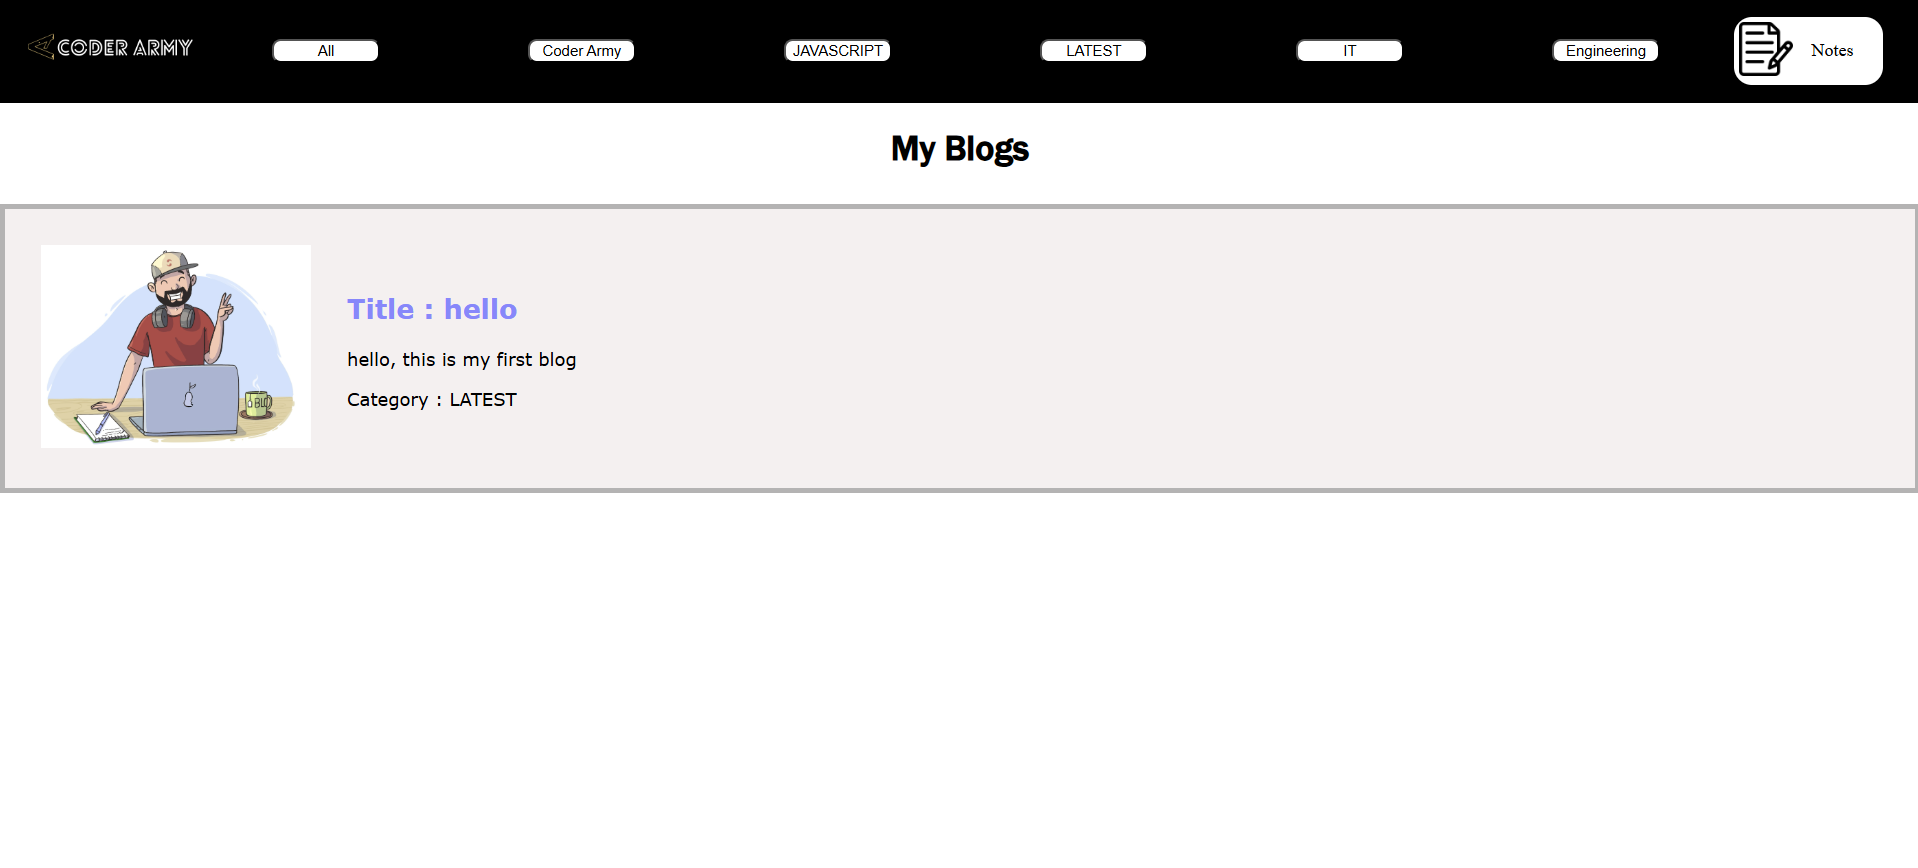 CODER ARMY
All
Coder Army
JAVASCRIPT
LATEST
IT
Engineering
Notes
My Blogs
Title : hello
hello, this is my first blog
Category : LATEST
BLO